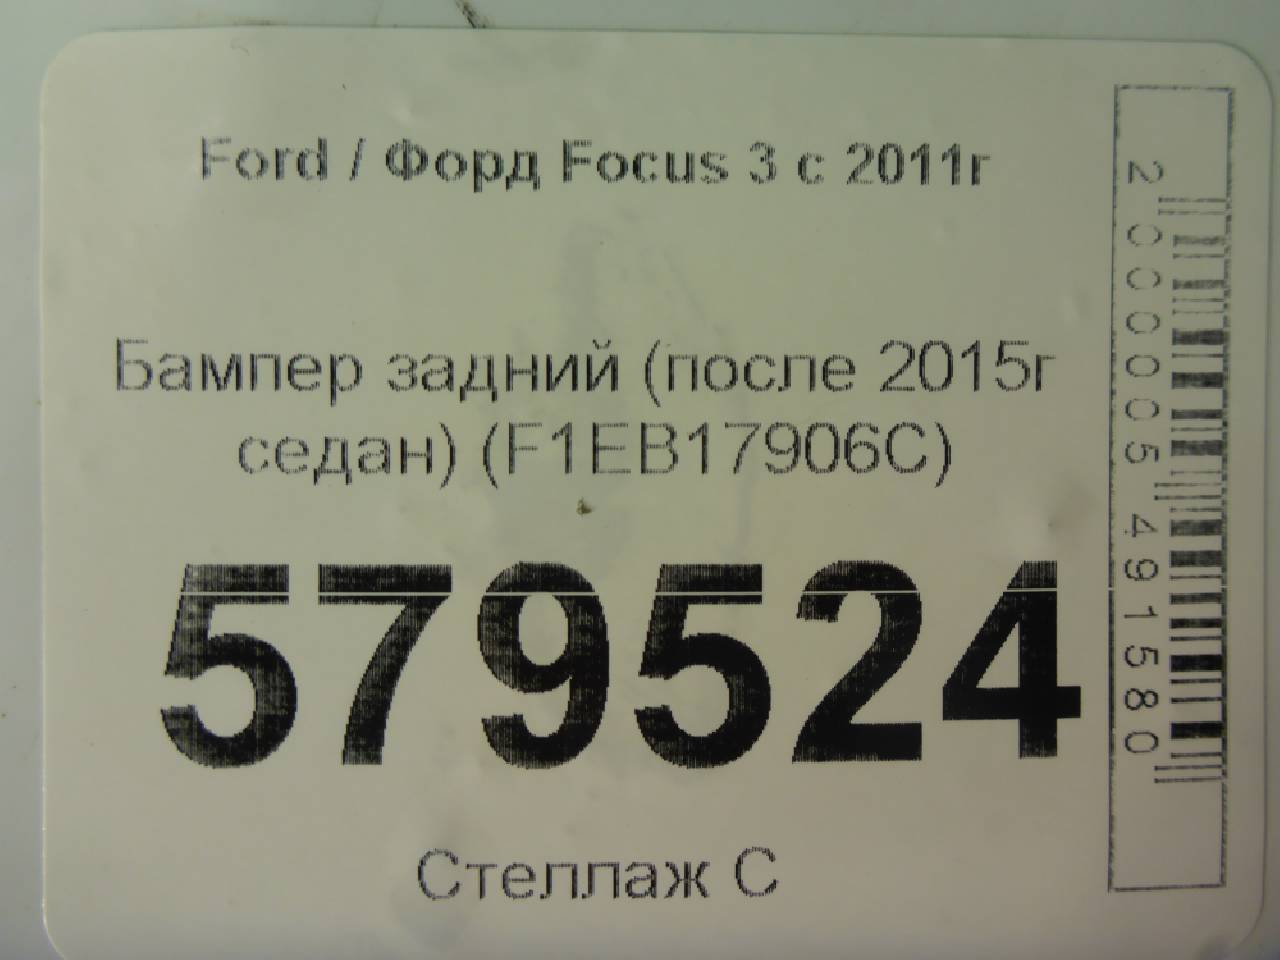 Ford / Форд Focus 3 с 2011г
Бампер задний (после 2015г
седан) (F1EB17906C)
579524
Стеллаж С
2000005491580